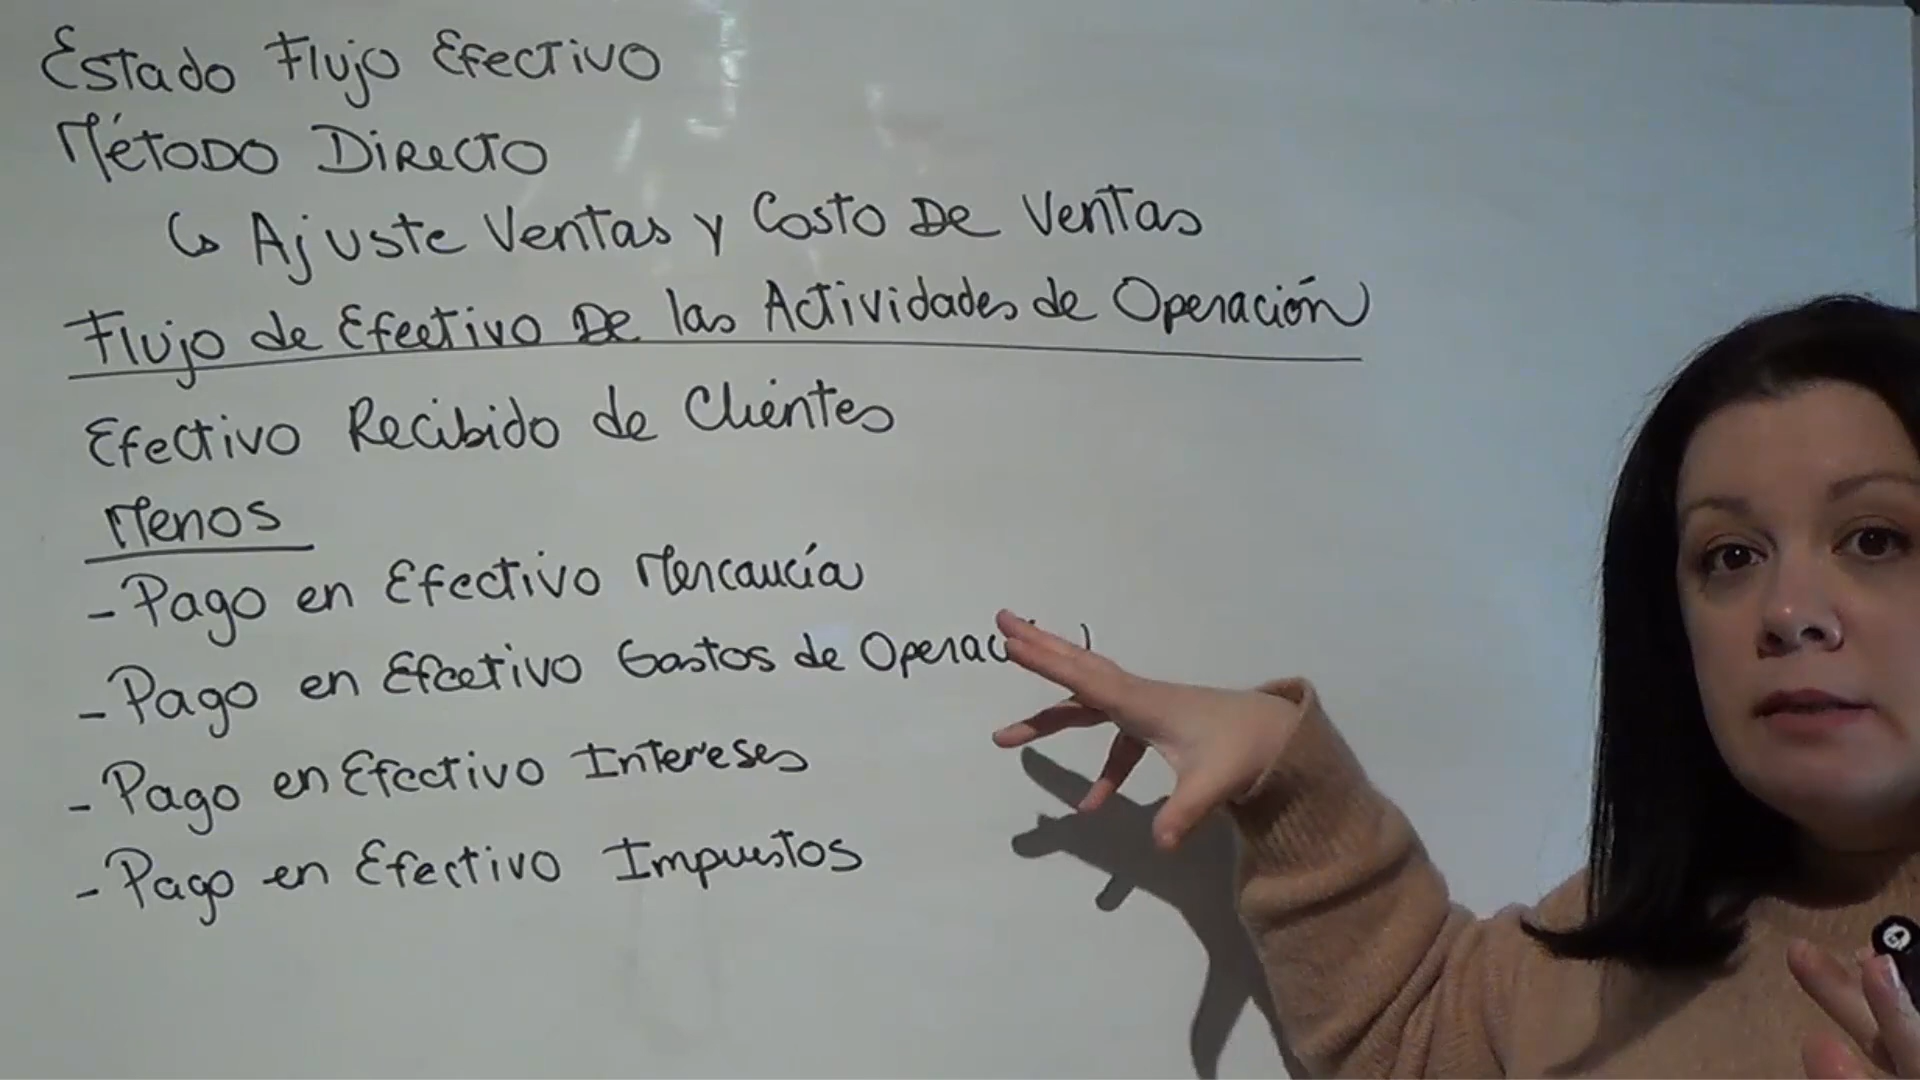 Estado Flujo Efectivo
Método Directo
↳ Ajuste Ventas y Costo De Ventas
Flujo de Efectivo De las Actividades de Operación
Efectivo Recibido de Clientes
Menos
- Pago en Efectivo Mercancía
- Pago en Efectivo Gastos de Operación
- Pago en Efectivo Intereses
- Pago en Efectivo Impuestos